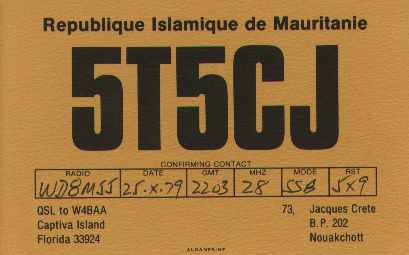 Republique Islamique de Mauritanie
5T5CJ
CONFIRMING CONTACT
RADIO DATE GMT MHZ MODE RST
WD8MSS 25-X-79 2203 28 SSB 5x9
QSL to W4BAA 73, Jacques Crete
Captiva Island B.P. 202
Florida 33924 Nouakchott